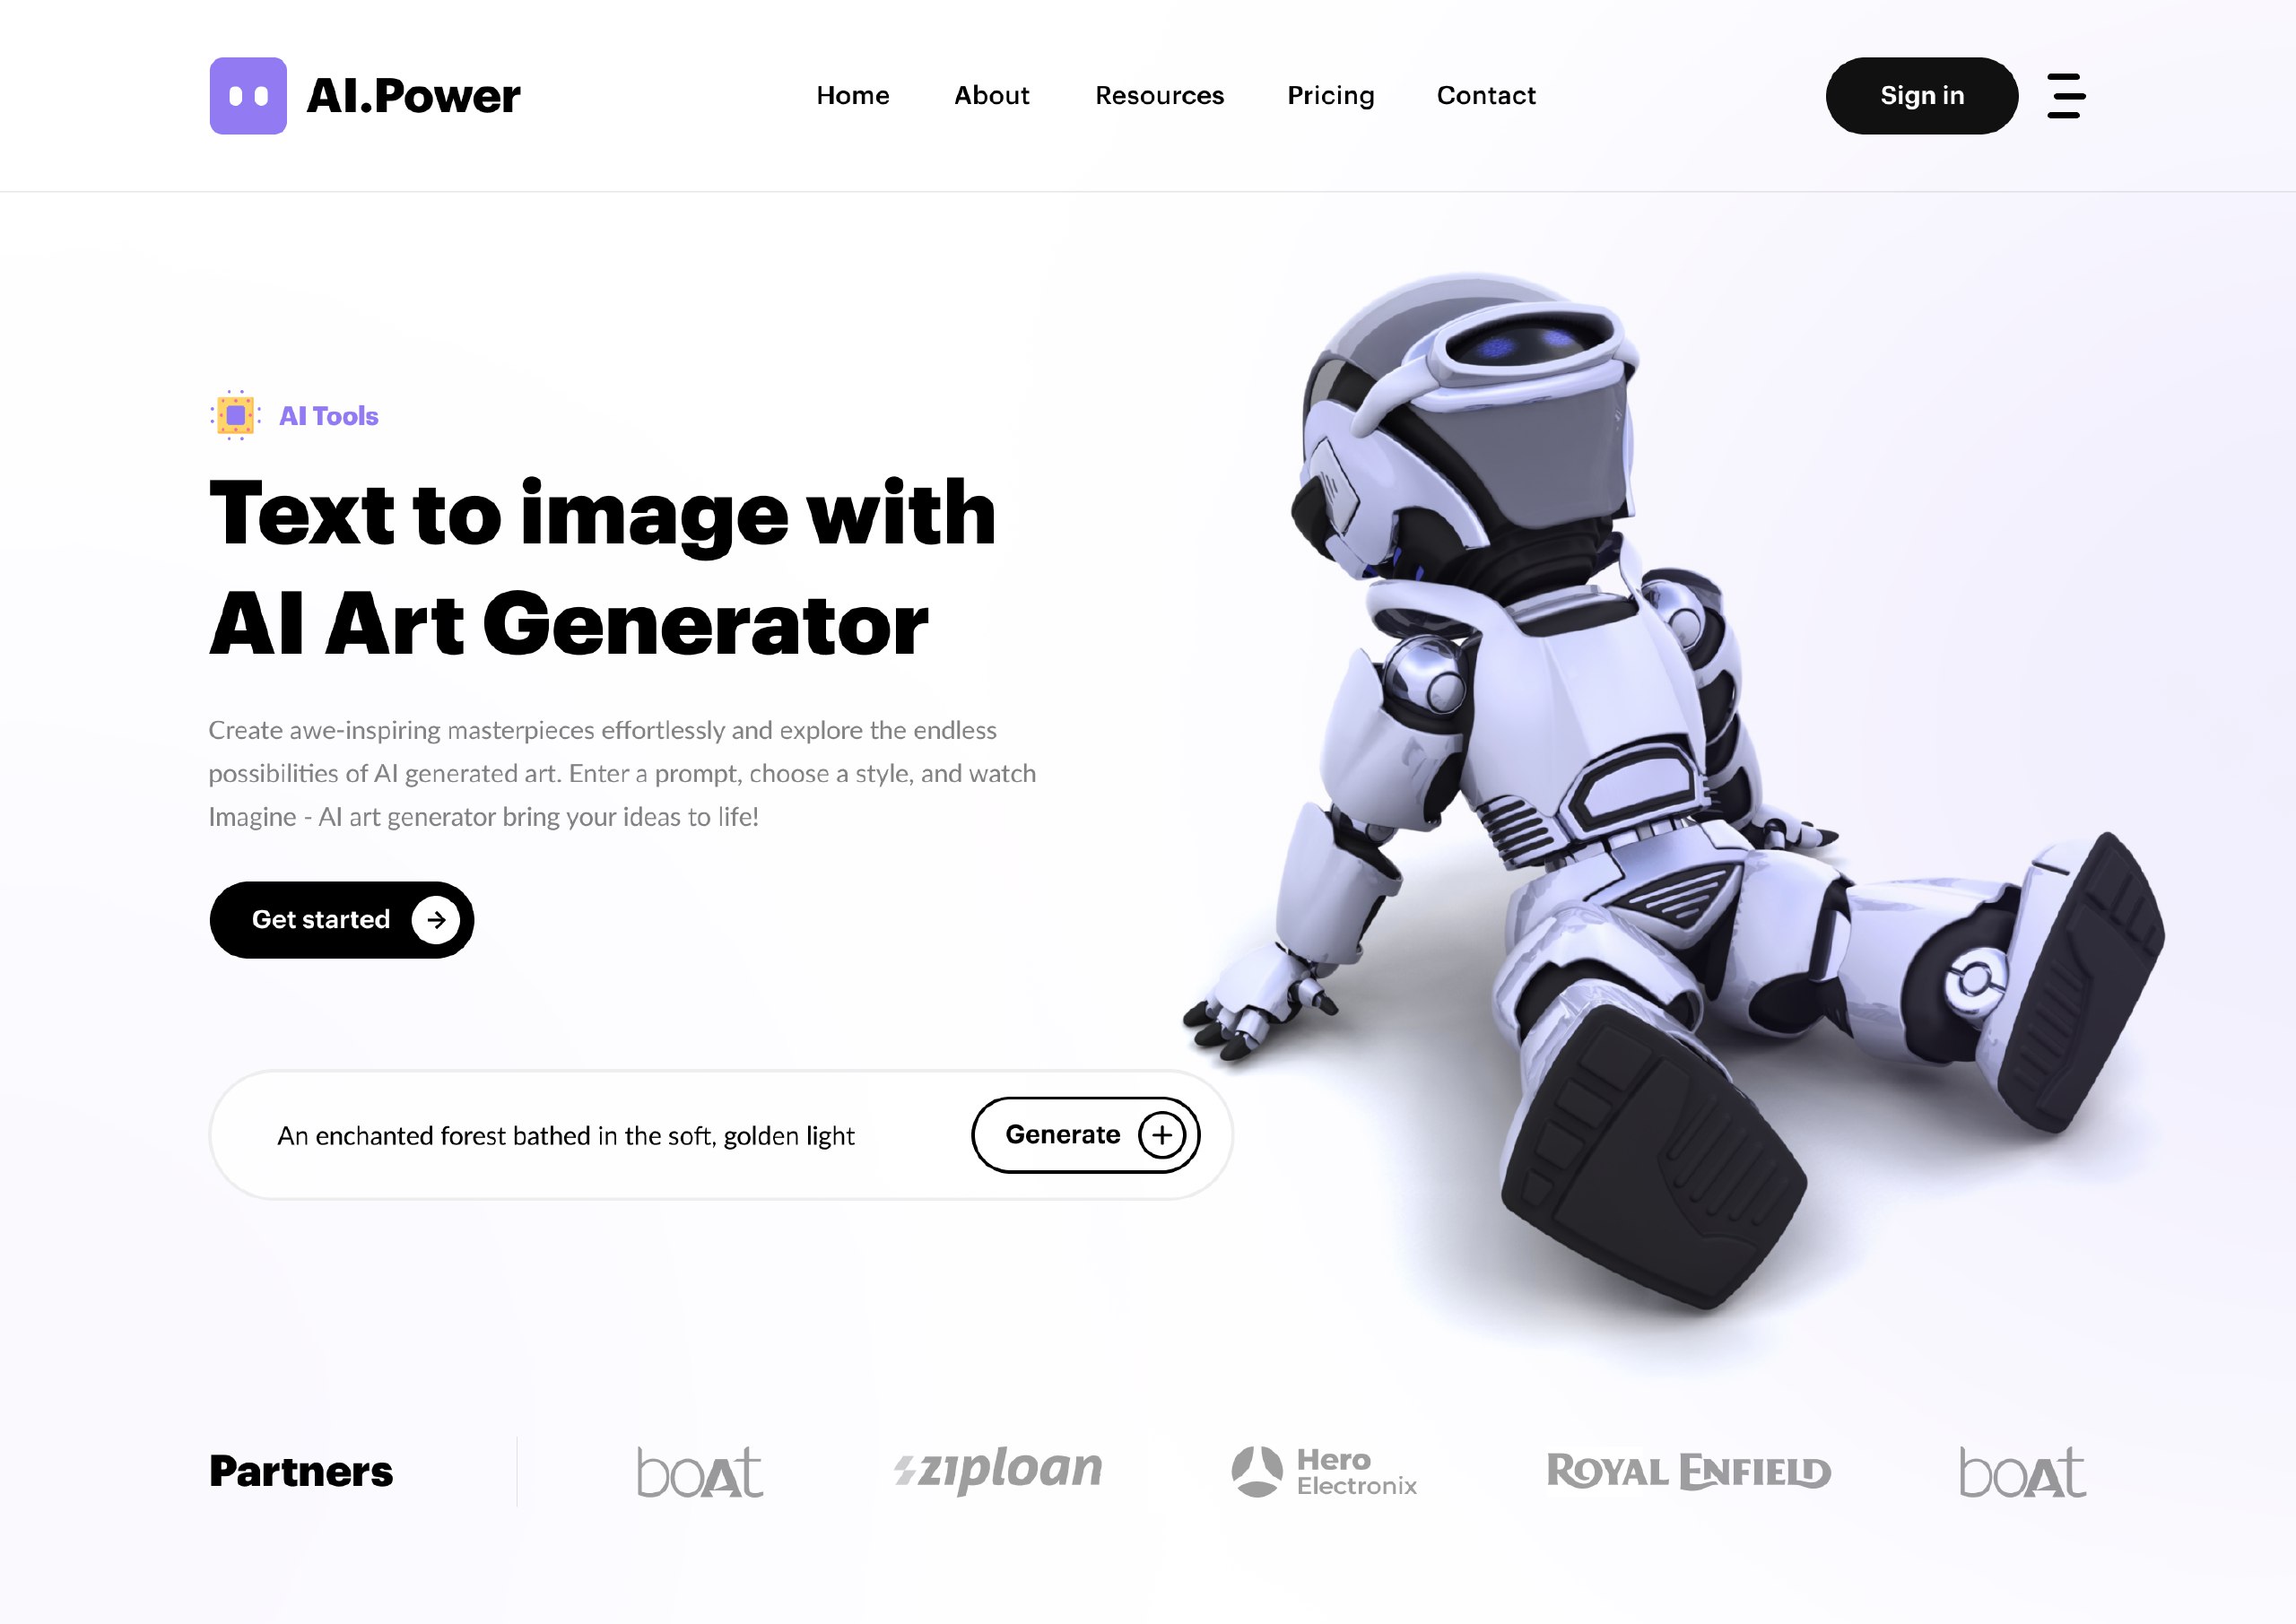 AI.Power
Home
About
Resources
Pricing
Contact
Sign in
AI Tools
Text to image with
AI Art Generator
Create awe-inspiring masterpieces effortlessly and explore the endless
possibilities of AI generated art. Enter a prompt, choose a style, and watch
Imagine - AI art generator bring your ideas to life!
Get started
An enchanted forest bathed in the soft, golden light
Generate
Partners
boAt
zıploan
Hero
Electronix
ROYAL ENFIELD
boAt